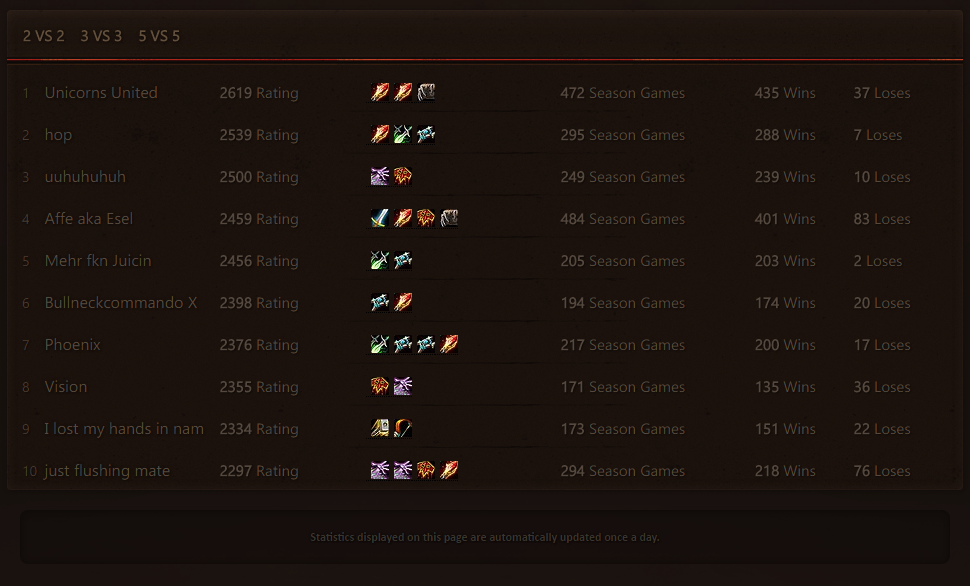 2 VS 2 3 VS 3 5 VS 5
1 Unicorns United 2619 Rating 472 Season Games 435 Wins 37 Loses
2 hop 2539 Rating 295 Season Games 288 Wins 7 Loses
3 uuhuhuhuh 2500 Rating 249 Season Games 239 Wins 10 Loses
4 Affe aka Esel 2459 Rating 484 Season Games 401 Wins 83 Loses
5 Mehr fkn Juicin 2456 Rating 205 Season Games 203 Wins 2 Loses
6 Bullneckcommando X 2398 Rating 194 Season Games 174 Wins 20 Loses
7 Phoenix 2376 Rating 217 Season Games 200 Wins 17 Loses
8 Vision 2355 Rating 171 Season Games 135 Wins 36 Loses
9 I lost my hands in nam 2334 Rating 173 Season Games 151 Wins 22 Loses
10 just flushing mate 2297 Rating 294 Season Games 218 Wins 76 Loses
Statistics displayed on this page are automatically updated once a day.